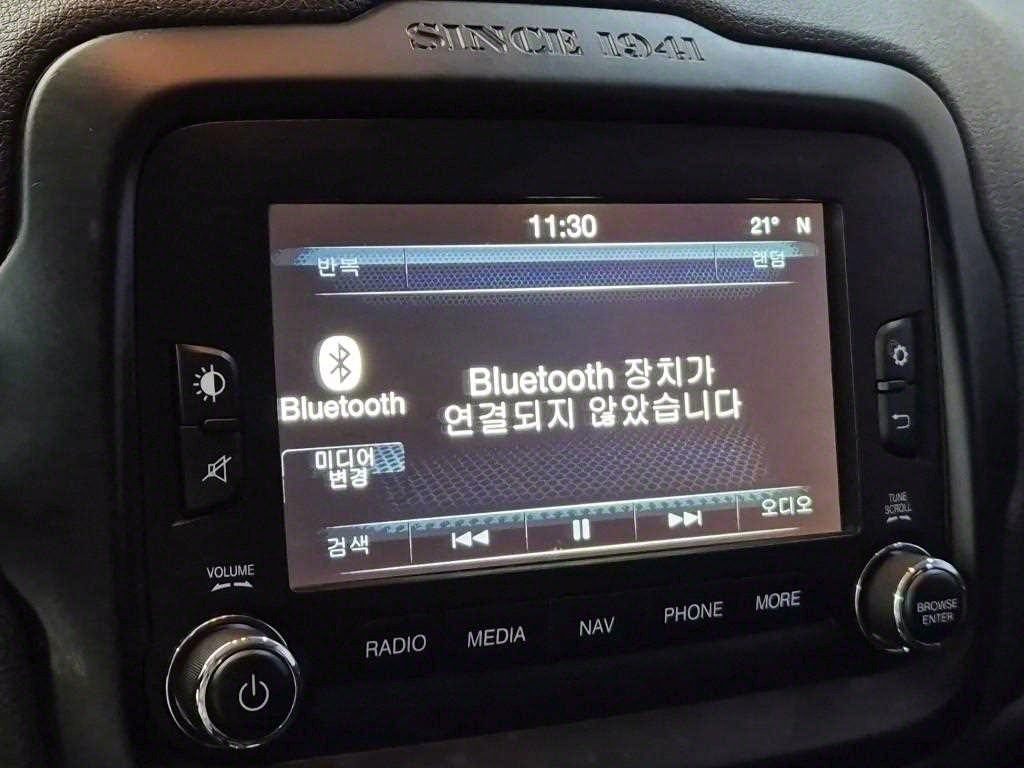 SINCE 1941
11:30
21° N
반복
랜덤
Bluetooth
Bluetooth 장치가
연결되지 않았습니다
미디어
변경
검색
오디오
TUNE
SCROLL
VOLUME
RADIO
MEDIA
NAV
PHONE
MORE
BROWSE
ENTER